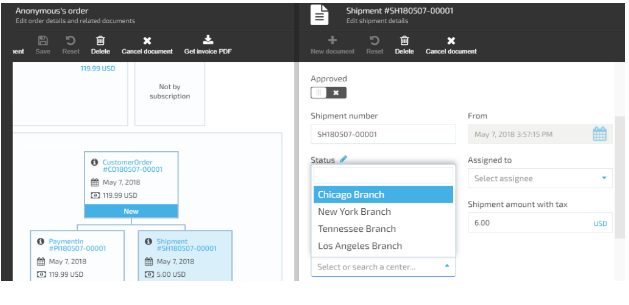 Anonymous's order
Edit order details and related documents
Save
Reset
Delete
Cancel document
Get invoice PDF
119.99 USD
Not by
subscription
CustomerOrder
#CO180507-00001
May 7, 2018
119.99 USD
New
PaymentIn
#PI180507-00001
May 7, 2018
119.99 USD
Shipment
#SH180507-00001
May 7, 2018
5.00 USD
Shipment #SH180507-00001
Edit shipment details
New document
Reset
Delete
Cancel document
Approved
Shipment number
From
SH180507-00001
May 7, 2018 3:57:15 PM
Status
Assigned to
Select assignee
Chicago Branch
New York Branch
Tennessee Branch
Los Angeles Branch
Select or search a center...
Shipment amount with tax
6.00
USD